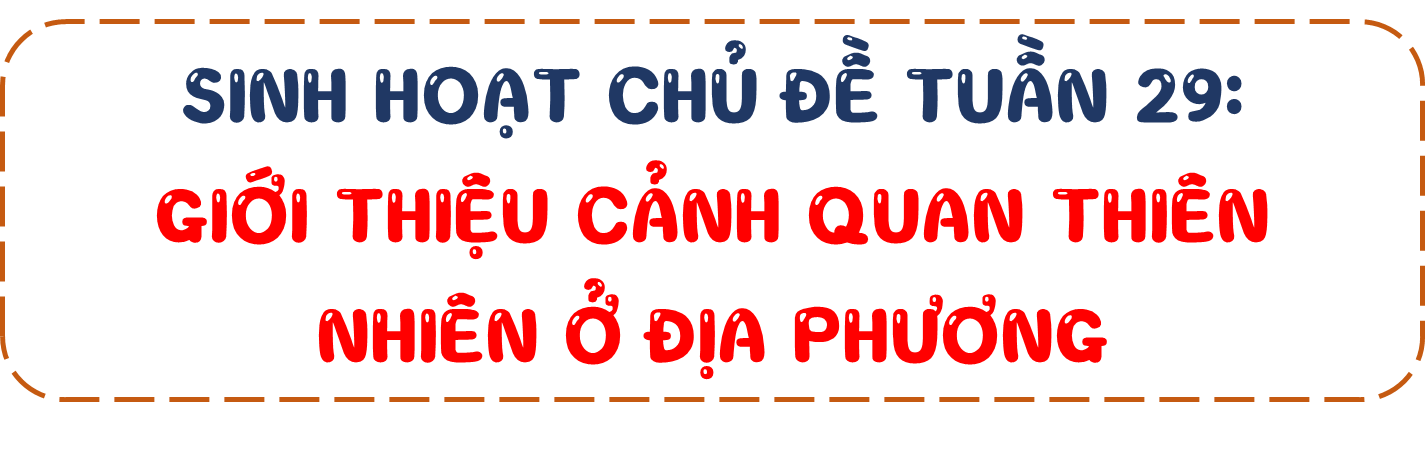 SINH HOẠT CHỦ ĐỀ TUẦN 29:
GIỚI THIỆU CẢNH QUAN THIÊN
NHIÊN Ở ĐỊA PHƯƠNG